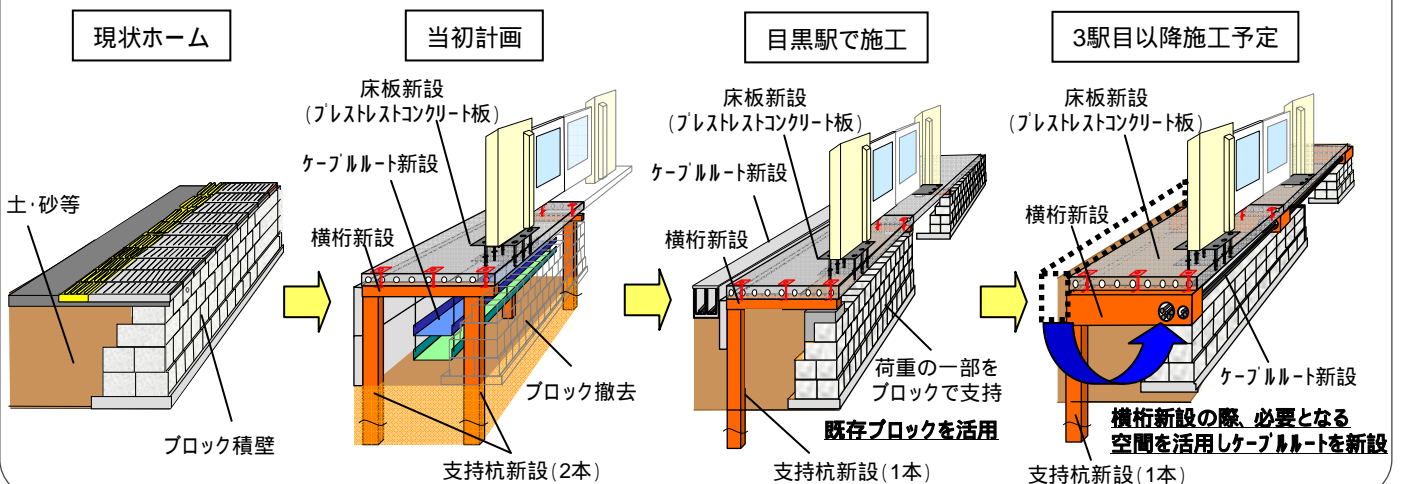 現状ホーム
土・砂等
ブロック積壁
当初計画
床板新設
(プレストレストコンクリート板)
ケーブルルート新設
横桁新設
ブロック撤去
支持杭新設(2本)
目黒駅で施工
床板新設
(プレストレストコンクリート板)
ケーブルルート新設
横桁新設
荷重の一部を
ブロックで支持
既存ブロックを活用
支持杭新設(1本)
3駅目以降施工予定
床板新設
(プレストレストコンクリート板)
横桁新設
ケーブルルート新設
横桁新設の際、必要となる
空間を活用しケーブルルートを新設
支持杭新設(1本)